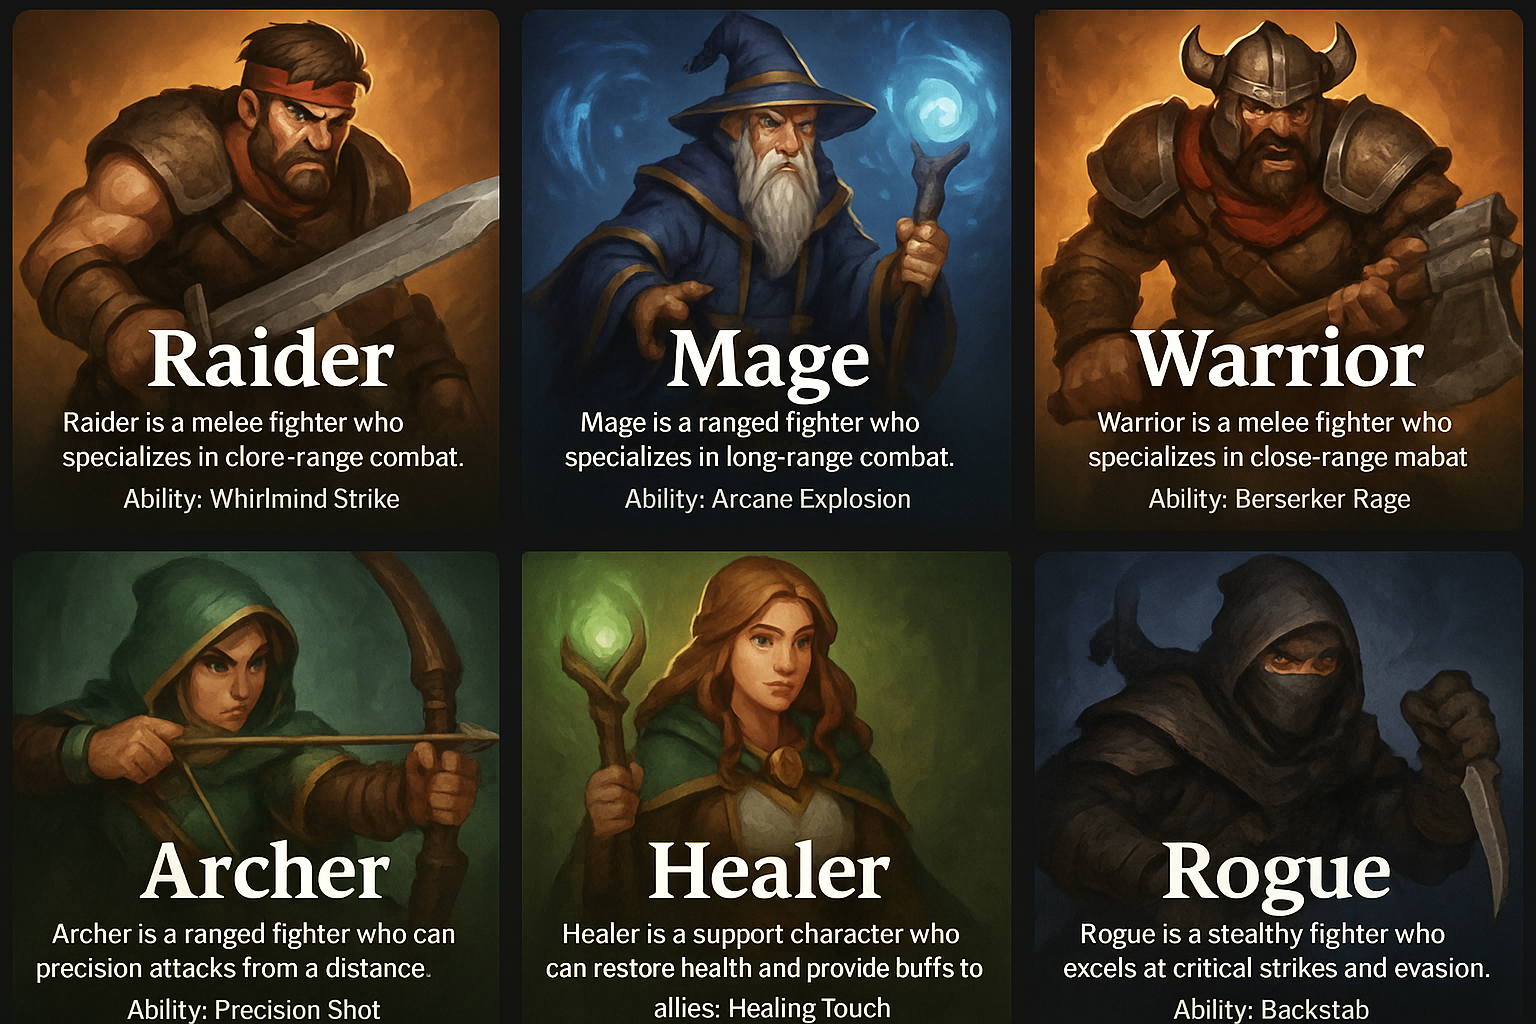 Raider
Raider is a melee fighter who
specializes in clore-range combat.
Ability: Whirlmind Strike
Mage
Mage is a ranged fighter who
specializes in long-range combat.
Ability: Arcane Explosion
Warrior
Warrior is a melee fighter who
specializes in close-range mabat
Ability: Berserker Rage
Archer
Archer is a ranged fighter who can
precision attacks from a distance.
Ability: Precision Shot
Healer
Healer is a support character who
can restore health and provide buffs to
allies: Healing Touch
Rogue
Rogue is a stealthy fighter who
excels at critical strikes and evasion.
Ability: Backstab